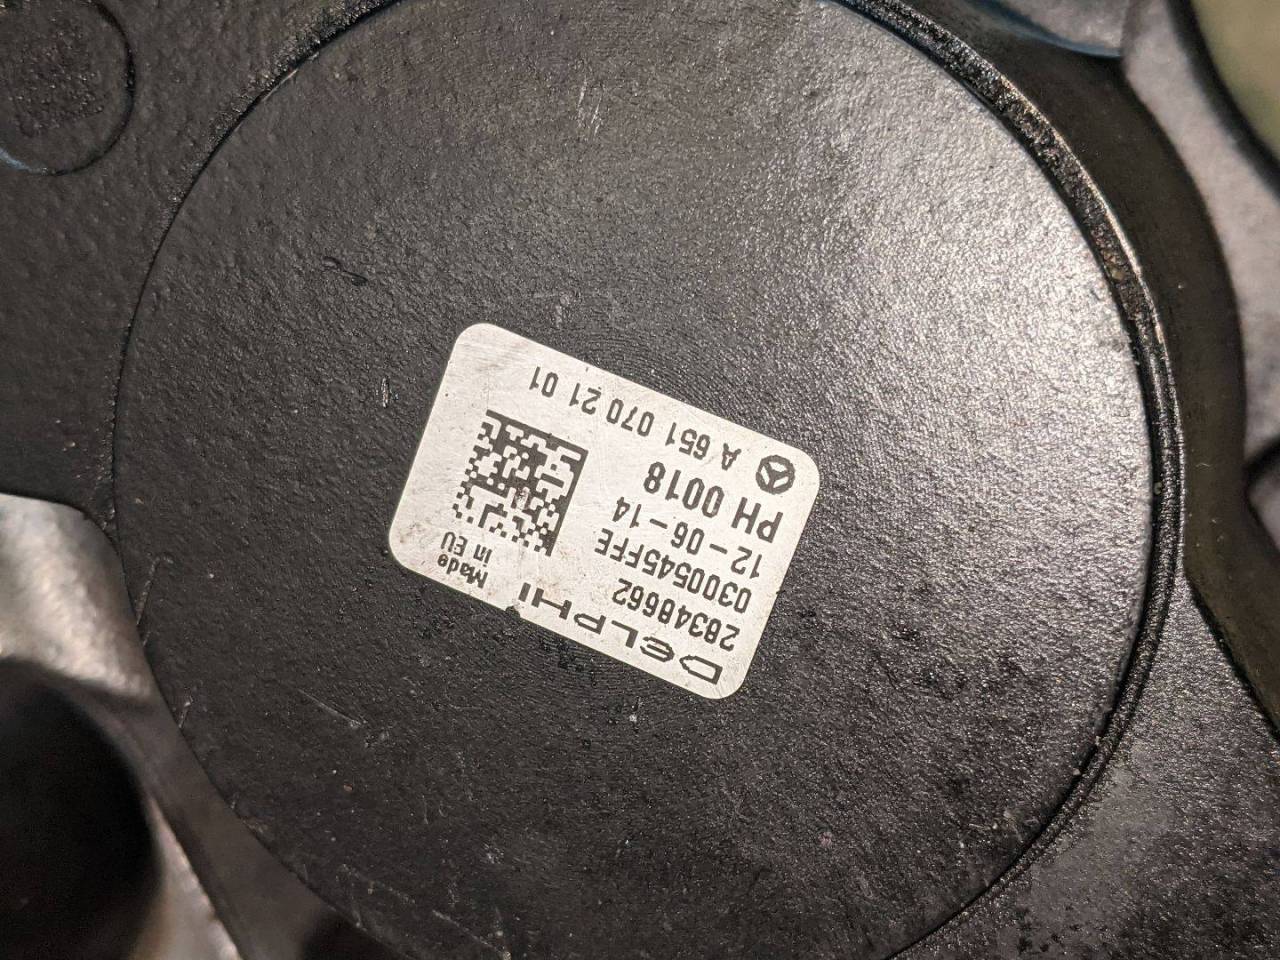 DELPHI
Made
in EU
28348662
0300545FFE
12-06-14
PH 0018
A 651 070 21 01